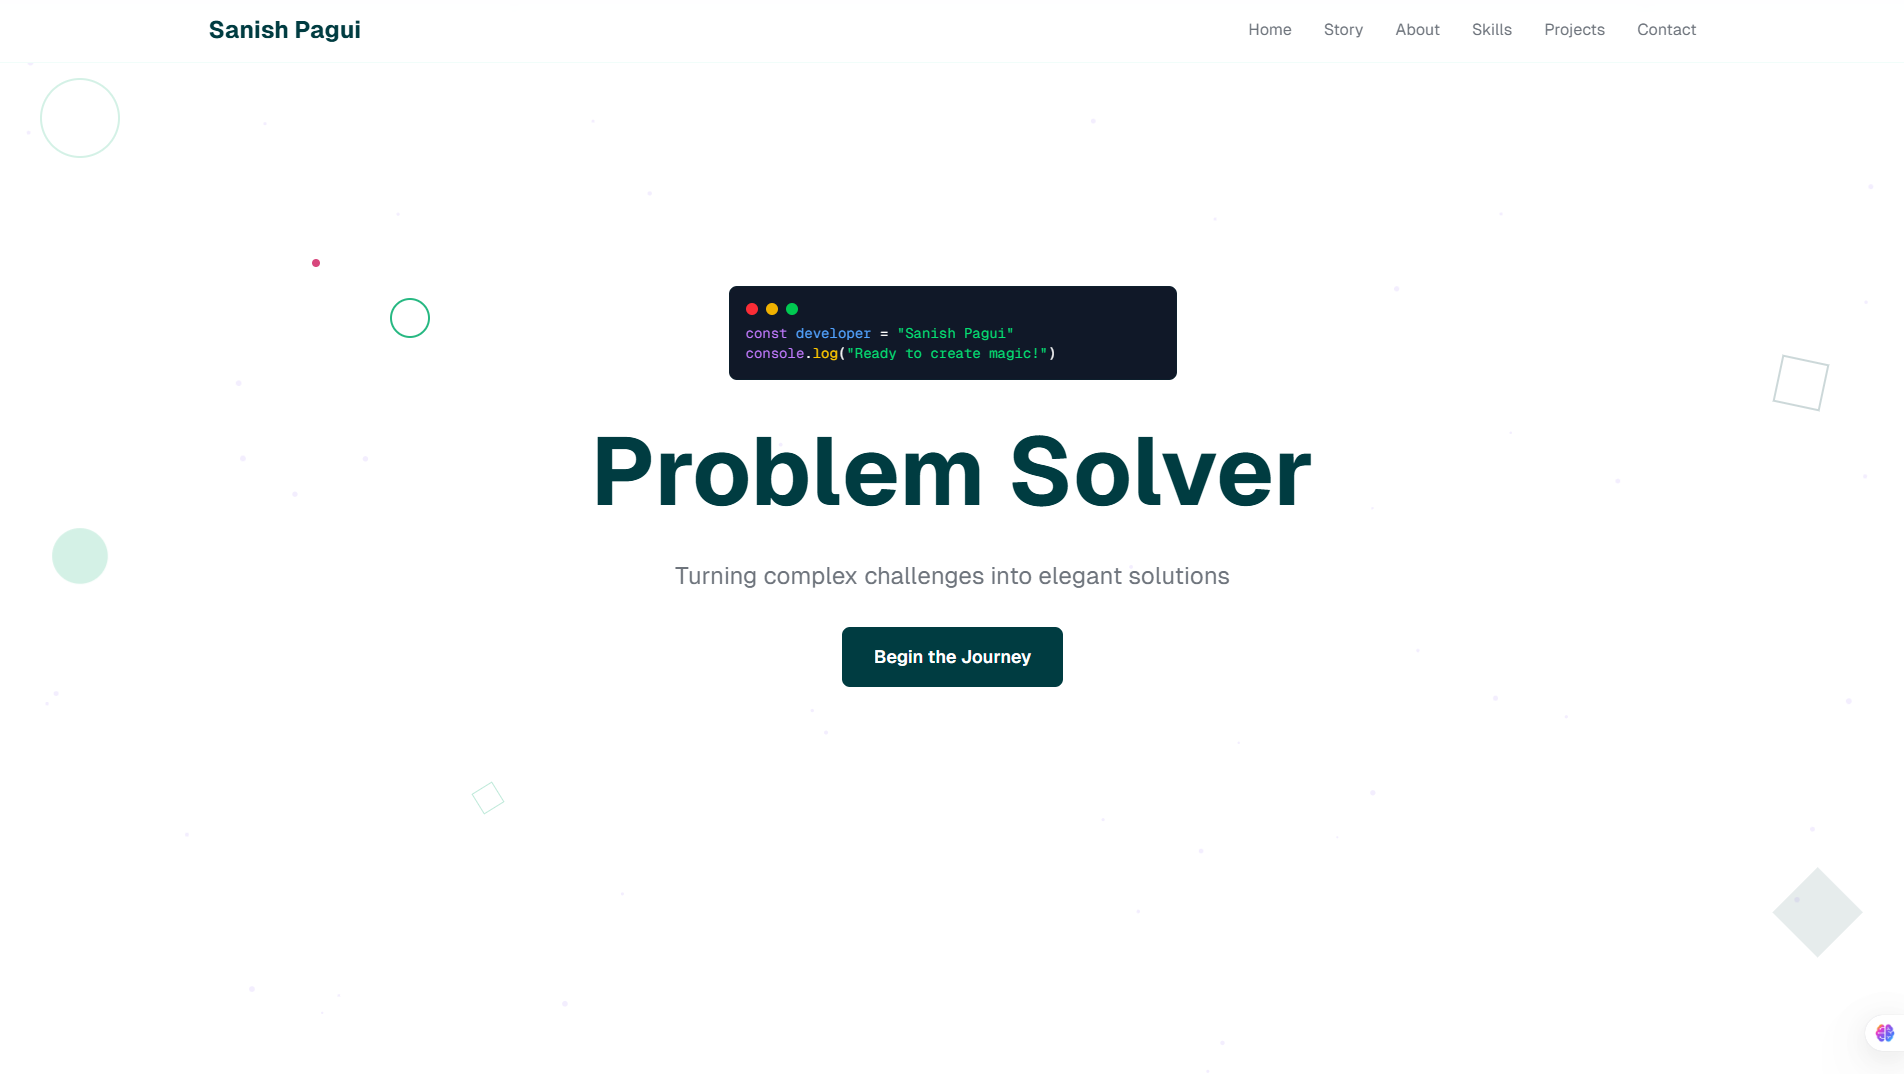 Sanish Pagui
Home Story About Skills Projects Contact
const developer = "Sanish Pagui"
console.log("Ready to create magic!")
Problem Solver
Turning complex challenges into elegant solutions
Begin the Journey